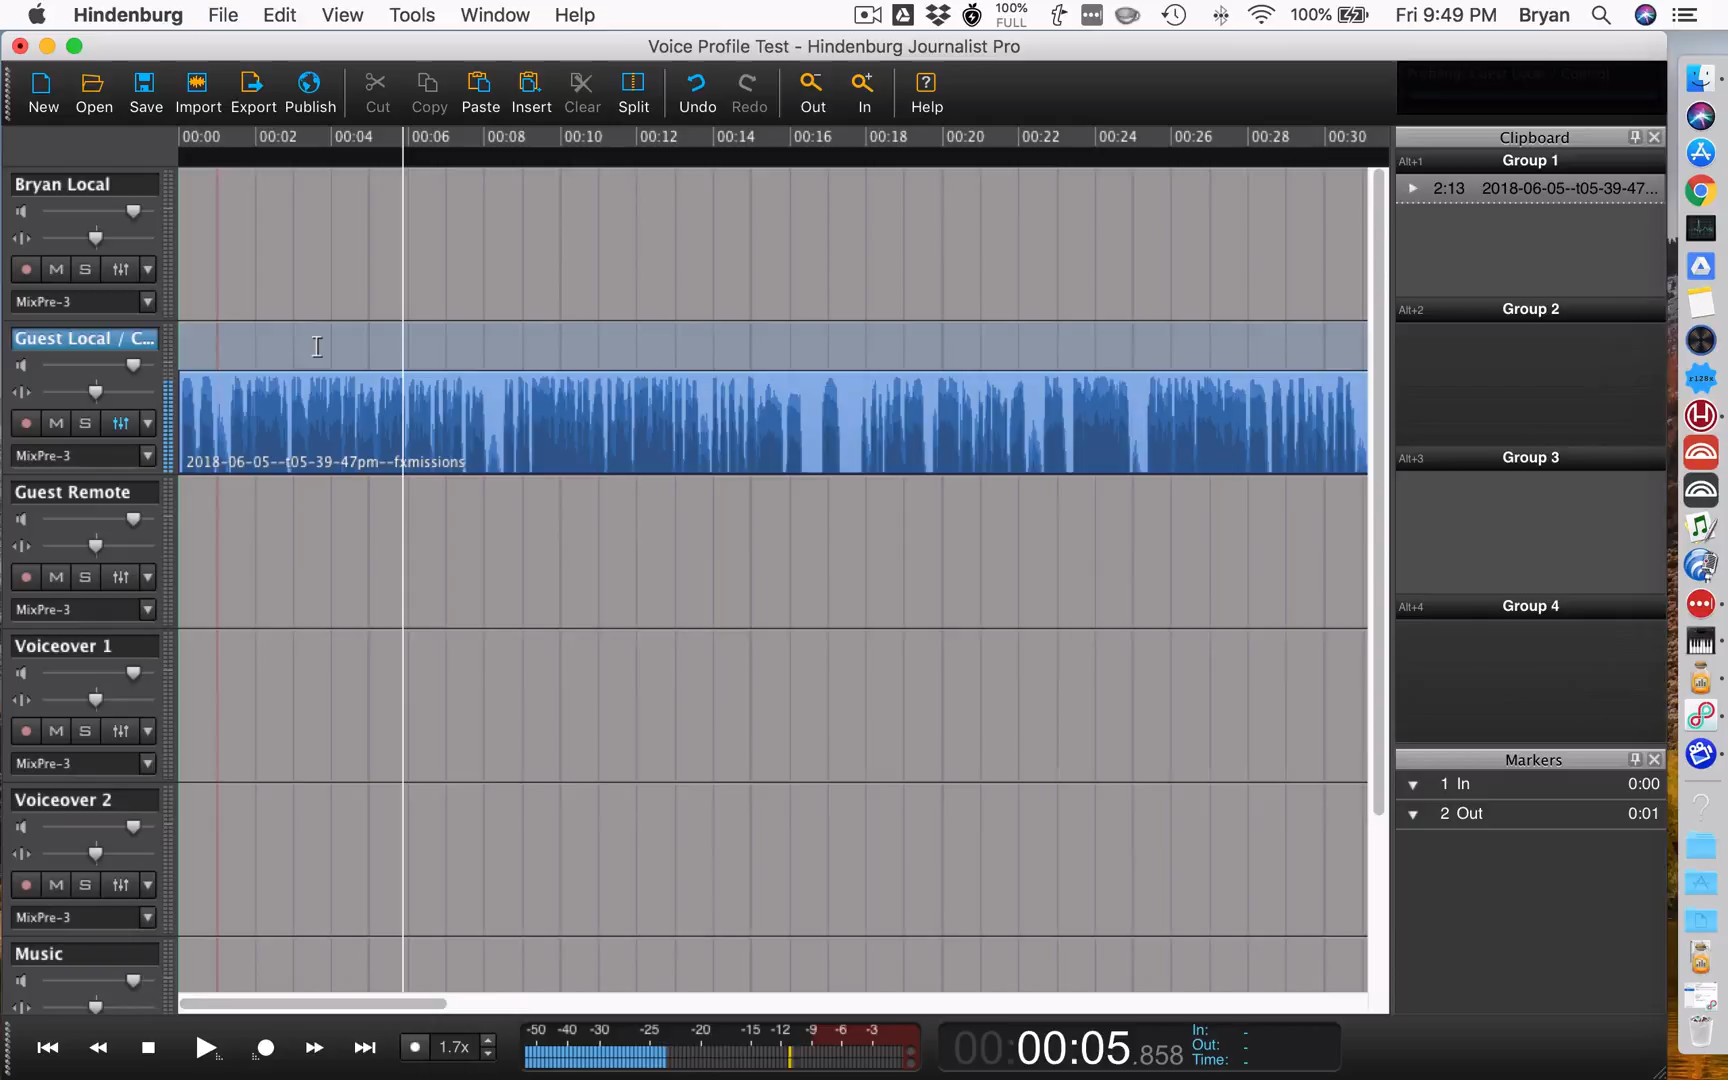 Hindenburg File Edit View Tools Window Help 100% FULL 100% Fri 9:49 PM Bryan
Voice Profile Test - Hindenburg Journalist Pro
New Open Save Import Export Publish Cut Copy Paste Insert Clear Split Undo Redo Out In Help
00:00 00:02 00:04 00:06 00:08 00:10 00:12 00:14 00:16 00:18 00:20 00:22 00:24 00:26 00:28 00:30
Clipboard
Alt+1 Group 1
2:13 2018-06-05--t05-39-47...
Alt+2 Group 2
Alt+3 Group 3
Alt+4 Group 4
Markers
1 In 0:00
2 Out 0:01
Bryan Local
M S
MixPre-3
Guest Local / C...
M S
MixPre-3
2018-06-05--t05-39-47pm--fxmissions
Guest Remote
M S
MixPre-3
Voiceover 1
M S
MixPre-3
Voiceover 2
M S
MixPre-3
Music
1.7x
-50 -40 -30 -25 -20 -15 -12 -9 -6 -3
00:00:05.858
In: -
Out: -
Time: -
r128x